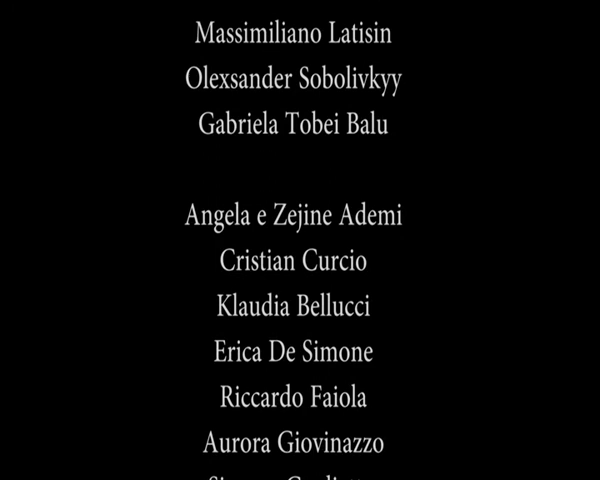 Massimiliano Latisin
Olexsander Sobolivkyy
Gabriela Tobei Balu
Angela e Zejine Ademi
Cristian Curcio
Klaudia Bellucci
Erica De Simone
Riccardo Faiola
Aurora Giovinazzo